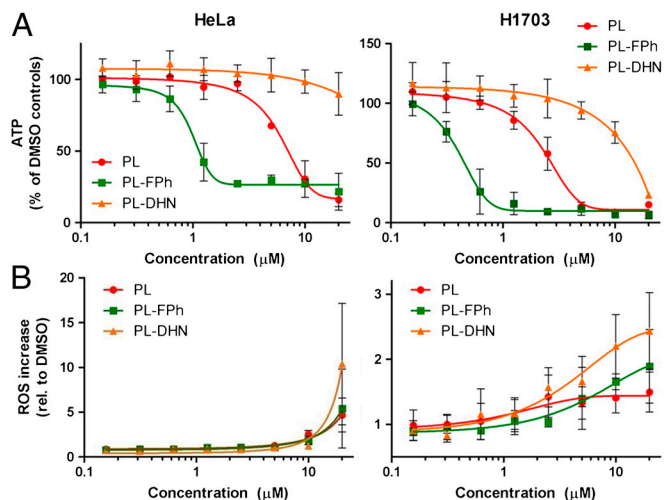 A
HeLa
H1703
ATP
(% of DMSO controls)
100
50
0
PL
PL-FPh
PL-DHN
0.1
1
10
Concentration (µM)
150
100
50
0
PL
PL-FPh
PL-DHN
0.1
1
10
Concentration (µM)
B
ROS increase
(rel. to DMSO)
20
15
10
5
0
PL
PL-FPh
PL-DHN
0.1
1
10
Concentration (µM)
3
2
1
PL
PL-FPh
PL-DHN
0.1
1
10
Concentration (µM)